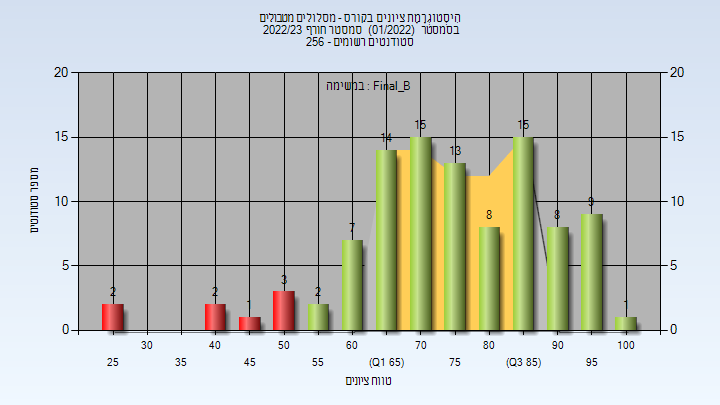 היסטוגרמת ציונים בקורס - מסלולים מטבולים
בסמסטר (01/2022) סמסטר חורף 2022/23
סטודנטים רשומים - 256
במשימה : Final_B
מספר סטודנטים
20 20
15 15
10 10
5 5
0 0
2 2 1 3 2 7 14 15 13 8 15 8 9 1
30 40 50 60 70 80 90 100
25 35 45 55 (Q1 65) 75 (Q3 85) 95
טווח ציונים